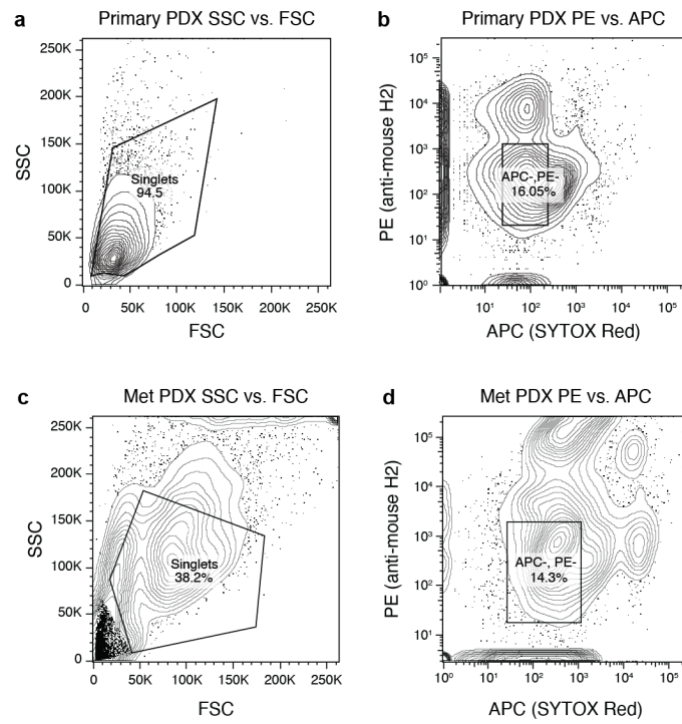 a
Primary PDX SSC vs. FSC
250K
200K
150K
100K
50K
0
SSC
Singlets
94.5
0 50K 100K 150K 200K 250K
FSC
b
Primary PDX PE vs. APC
10⁵
10⁴
10³
10²
10¹
10⁰
PE (anti-mouse H2)
APC-,PE-
16.05%
10¹ 10² 10³ 10⁴ 10⁵
APC (SYTOX Red)
c
Met PDX SSC vs. FSC
250K
200K
150K
100K
50K
0
SSC
Singlets
38.2%
0 50K 100K 150K 200K 250K
FSC
d
Met PDX PE vs. APC
10⁵
10⁴
10³
10²
10¹
PE (anti-mouse H2)
APC-, PE-
14.3%
10⁰ 10¹ 10² 10³ 10⁴ 10⁵
APC (SYTOX Red)